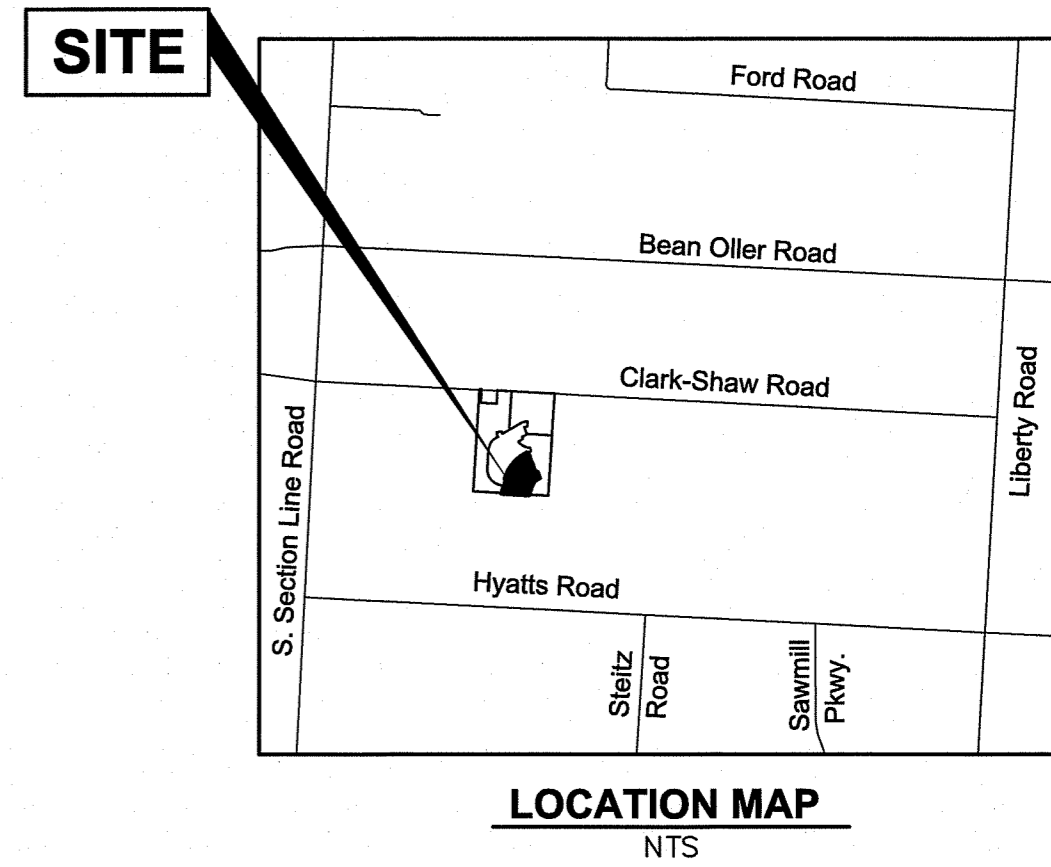 SITE
Ford Road
Bean Oller Road
Clark-Shaw Road
Liberty Road
S. Section Line Road
Hyatts Road
Steitz
Road
Sawmill
Pkwy.
LOCATION MAP
NTS